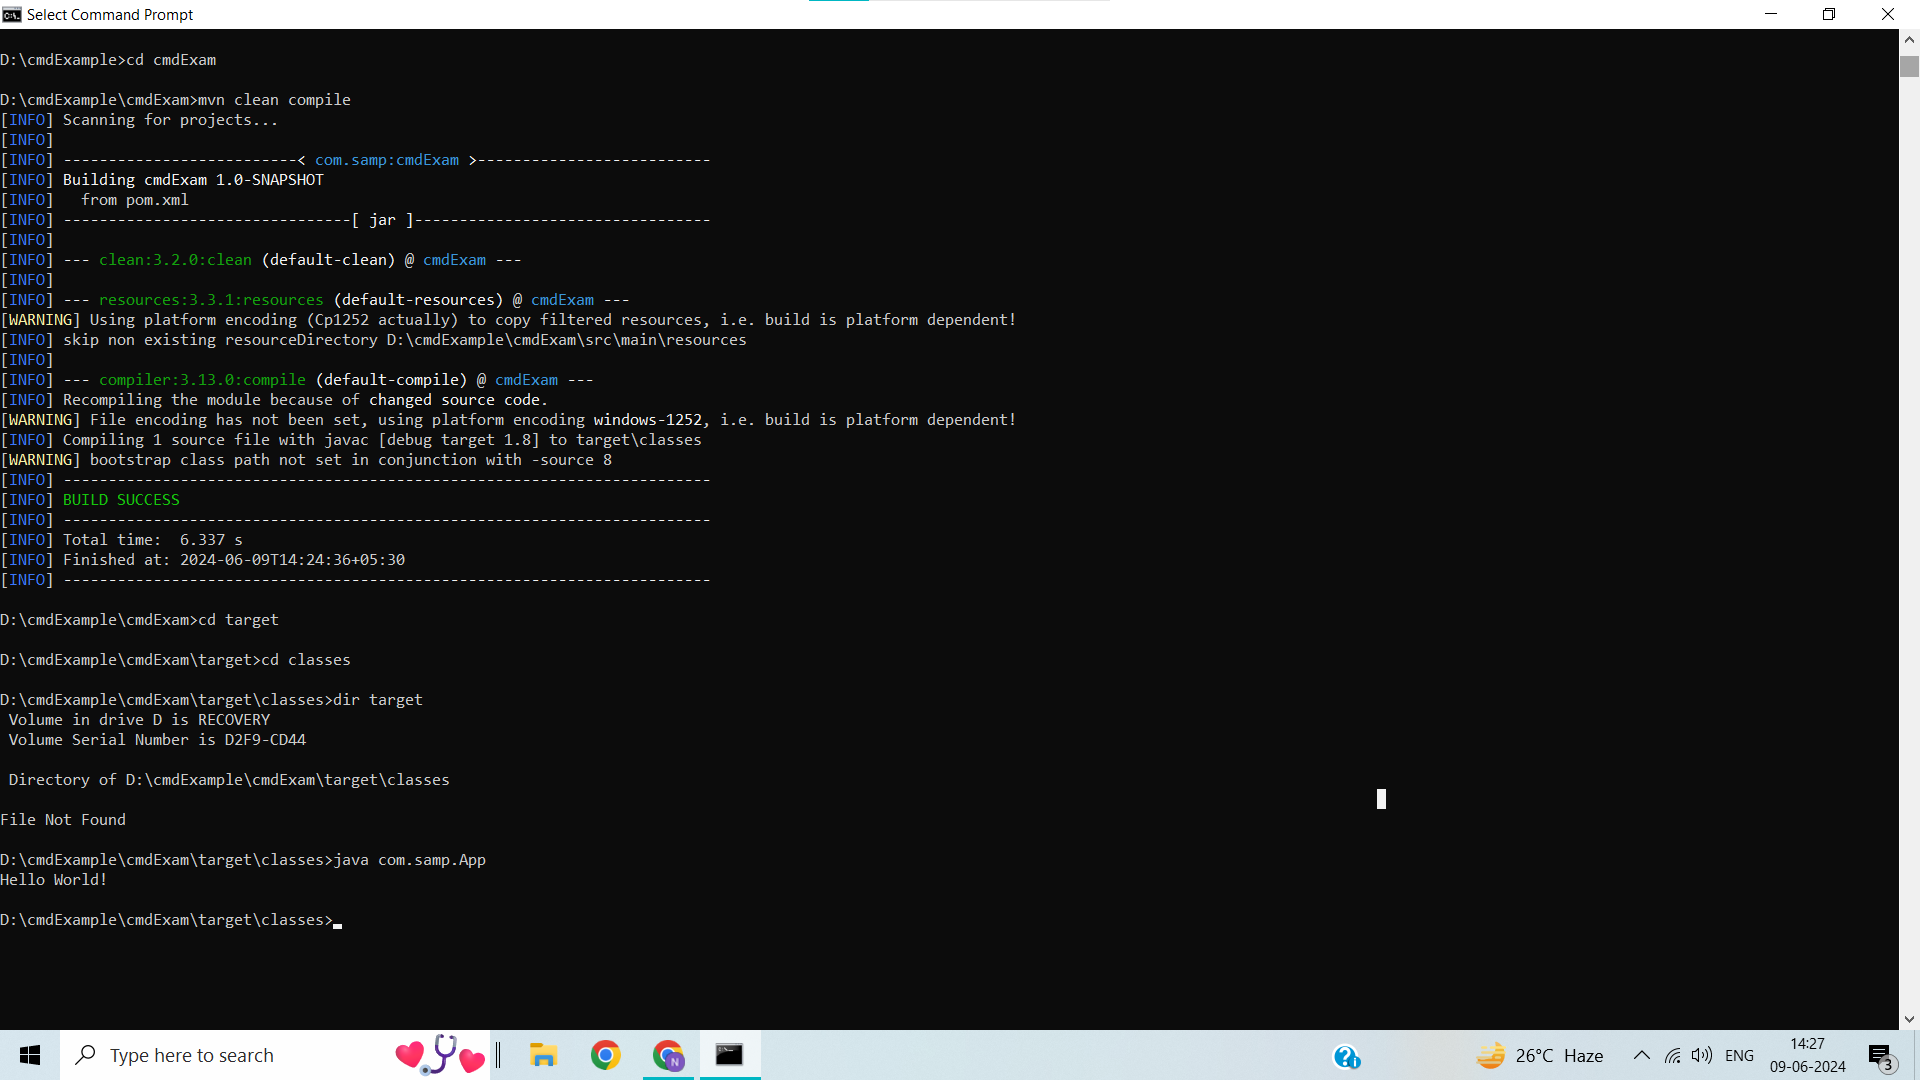 Select Command Prompt
D:\cmdExample>cd cmdExam
D:\cmdExample\cmdExam>mvn clean compile
[INFO] Scanning for projects...
[INFO]
[INFO] --------------------------< com.samp:cmdExam >--------------------------
[INFO] Building cmdExam 1.0-SNAPSHOT
[INFO]   from pom.xml
[INFO] --------------------------------[ jar ]---------------------------------
[INFO]
[INFO] --- clean:3.2.0:clean (default-clean) @ cmdExam ---
[INFO]
[INFO] --- resources:3.3.1:resources (default-resources) @ cmdExam ---
[WARNING] Using platform encoding (Cp1252 actually) to copy filtered resources, i.e. build is platform dependent!
[INFO] skip non existing resourceDirectory D:\cmdExample\cmdExam\src\main\resources
[INFO]
[INFO] --- compiler:3.13.0:compile (default-compile) @ cmdExam ---
[INFO] Recompiling the module because of changed source code.
[WARNING] File encoding has not been set, using platform encoding windows-1252, i.e. build is platform dependent!
[INFO] Compiling 1 source file with javac [debug target 1.8] to target\classes
[WARNING] bootstrap class path not set in conjunction with -source 8
[INFO] ------------------------------------------------------------------------
[INFO] BUILD SUCCESS
[INFO] ------------------------------------------------------------------------
[INFO] Total time:  6.337 s
[INFO] Finished at: 2024-06-09T14:24:36+05:30
[INFO] ------------------------------------------------------------------------
D:\cmdExample\cmdExam>cd target
D:\cmdExample\cmdExam\target>cd classes
D:\cmdExample\cmdExam\target\classes>dir target
 Volume in drive D is RECOVERY
 Volume Serial Number is D2F9-CD44
 Directory of D:\cmdExample\cmdExam\target\classes
File Not Found
D:\cmdExample\cmdExam\target\classes>java com.samp.App
Hello World!
D:\cmdExample\cmdExam\target\classes>
Type here to search
N
26°C Haze
ENG
14:27
09-06-2024
3